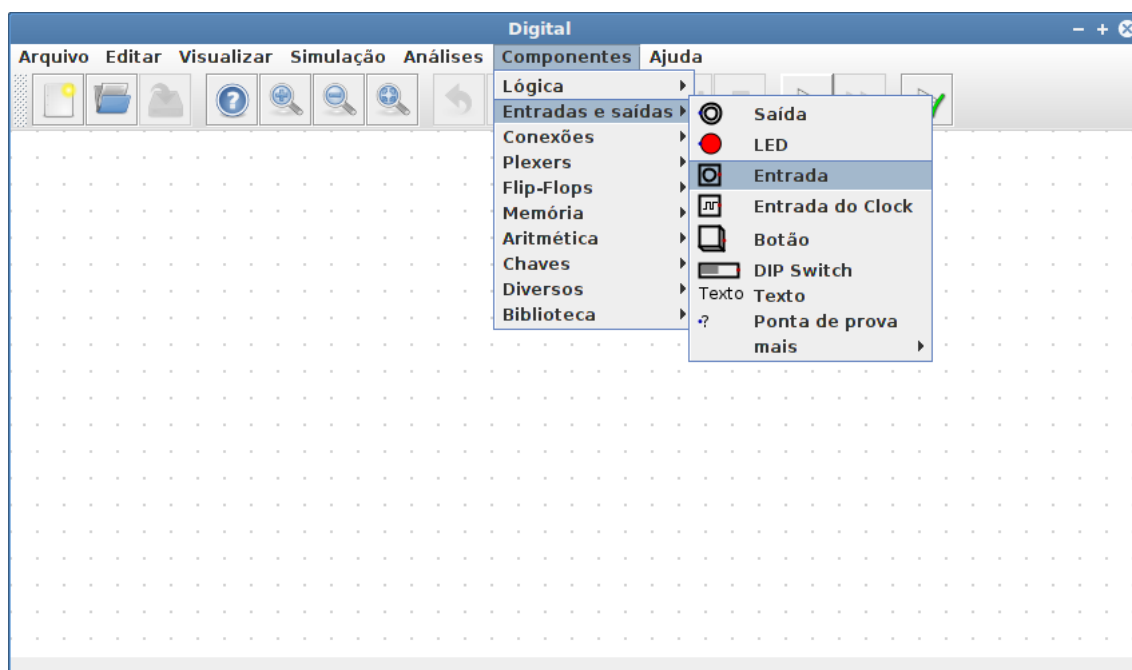 Digital
Arquivo Editar Visualizar Simulação Análises Componentes Ajuda
Lógica
Entradas e saídas
Conexões
Plexers
Flip-Flops
Memória
Aritmética
Chaves
Diversos
Biblioteca
Saída
LED
Entrada
Entrada do Clock
Botão
DIP Switch
Texto Texto
? Ponta de prova
mais